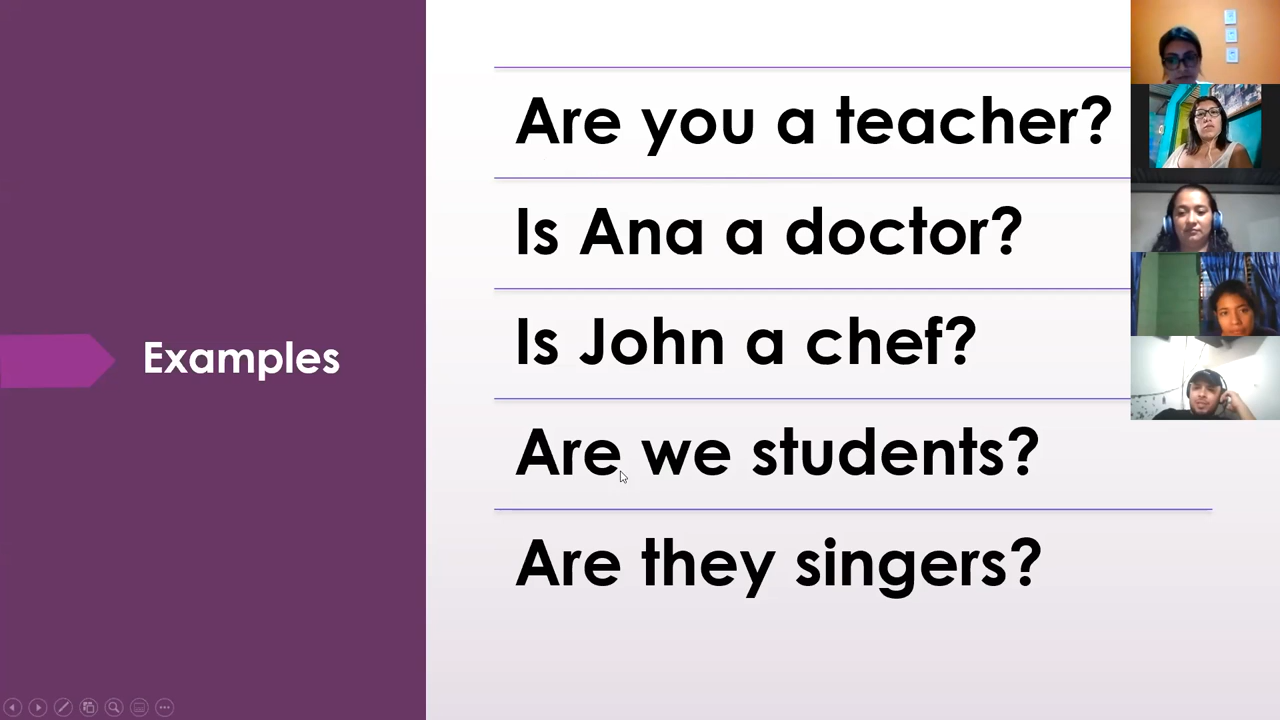 Examples
Are you a teacher?
Is Ana a doctor?
Is John a chef?
Are we students?
Are they singers?